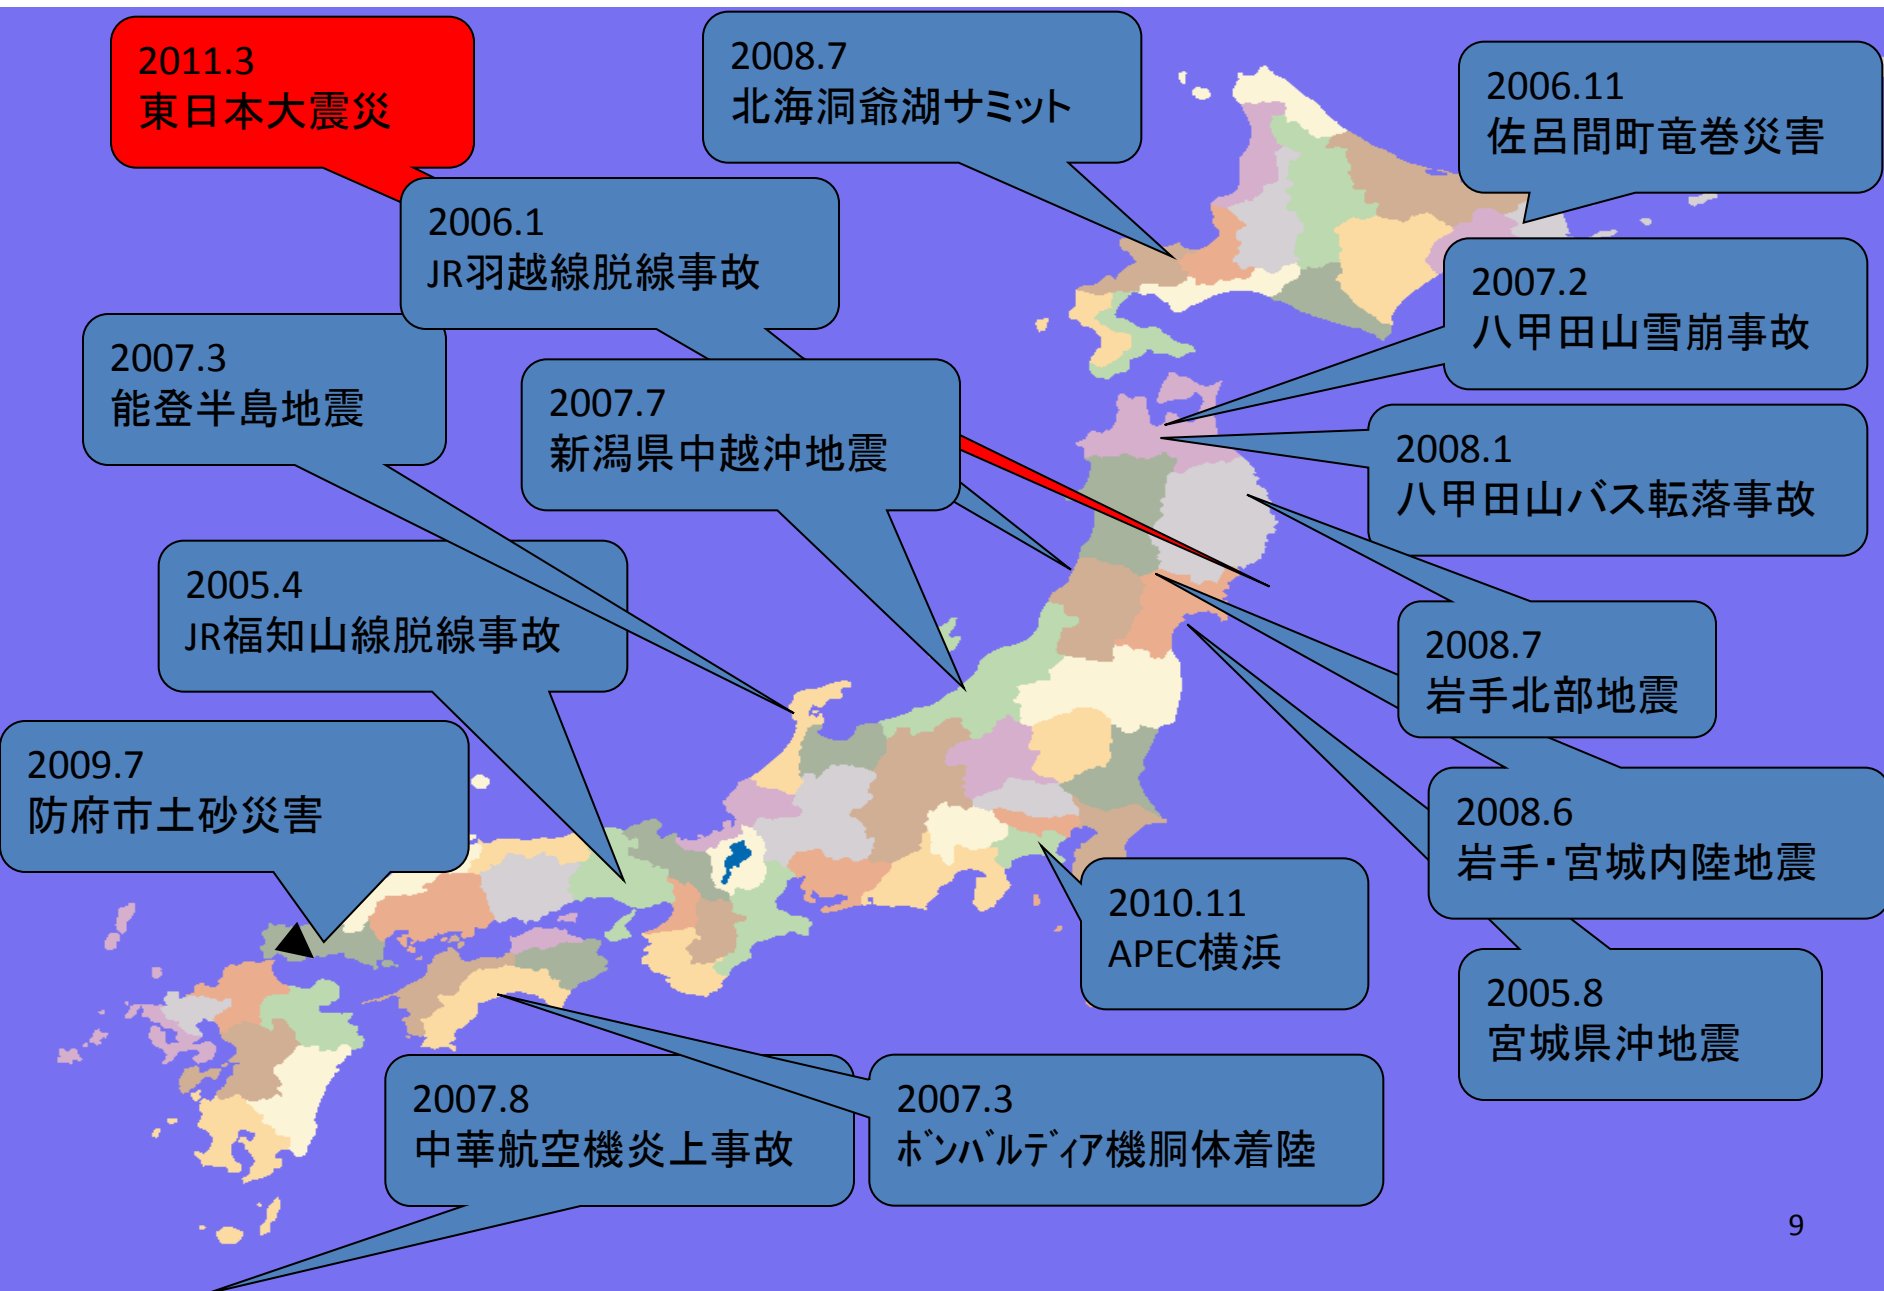 2011.3
東日本大震災
2008.7
北海洞爺湖サミット
2006.11
佐呂間町竜巻災害
2006.1
JR羽越線脱線事故
2007.2
八甲田山雪崩事故
2007.3
能登半島地震
2007.7
新潟県中越沖地震
2008.1
八甲田山バス転落事故
2005.4
JR福知山線脱線事故
2008.7
岩手北部地震
2009.7
防府市土砂災害
2008.6
岩手・宮城内陸地震
2010.11
APEC横浜
2005.8
宮城県沖地震
2007.8
中華航空機炎上事故
2007.3
ﾎﾞﾝﾊﾞﾙﾃﾞｨｱ機胴体着陸
9